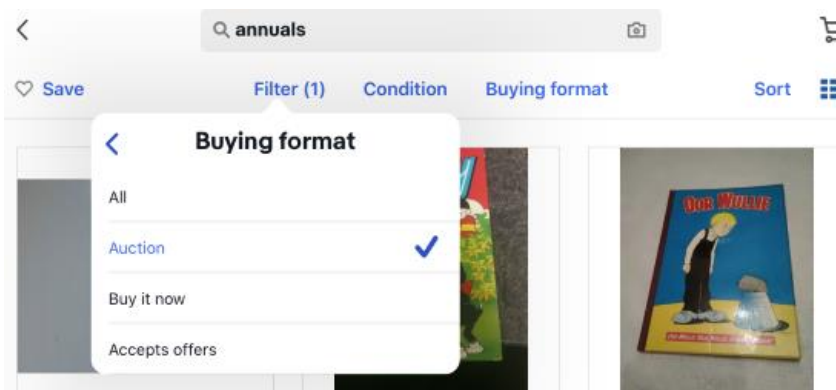 annuals
Save
Filter (1)
Condition
Buying format
Sort
Buying format
All
Auction
Buy it now
Accepts offers
OOR WULLIE